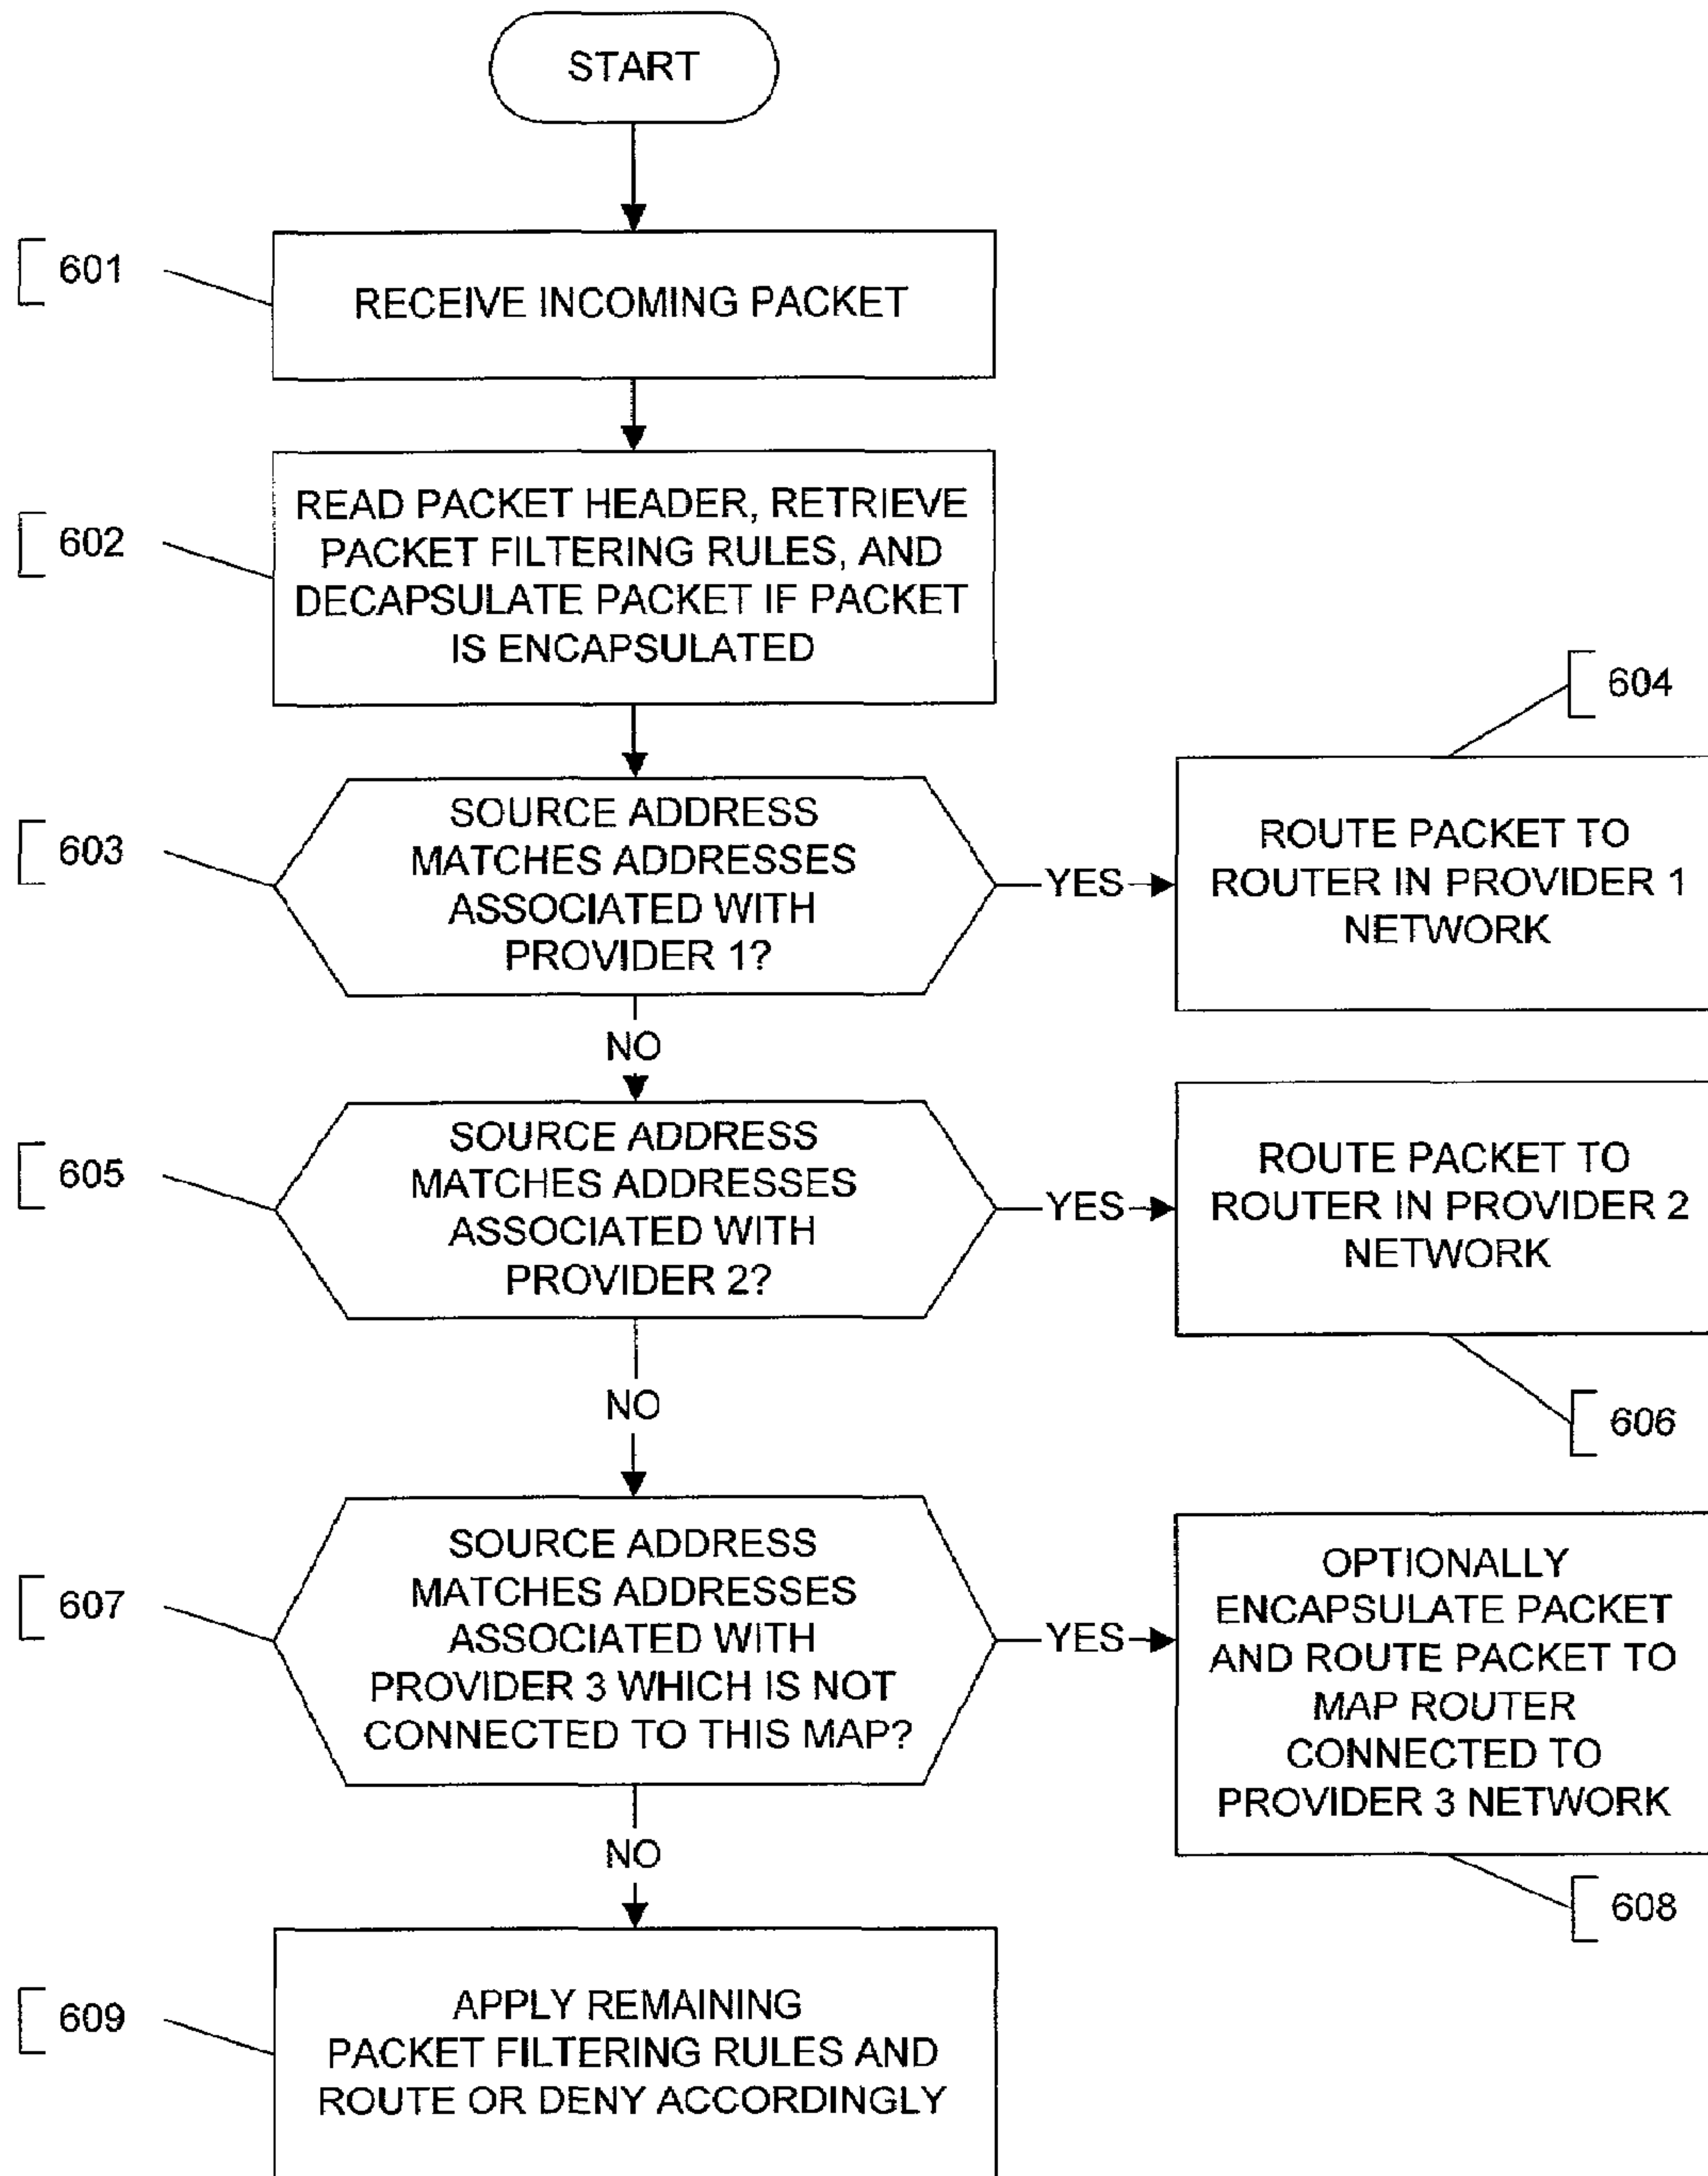 START
601
RECEIVE INCOMING PACKET
602
READ PACKET HEADER, RETRIEVE
PACKET FILTERING RULES, AND
DECAPSULATE PACKET IF PACKET
IS ENCAPSULATED
603
SOURCE ADDRESS
MATCHES ADDRESSES
ASSOCIATED WITH
PROVIDER 1?
YES
604
ROUTE PACKET TO
ROUTER IN PROVIDER 1
NETWORK
NO
605
SOURCE ADDRESS
MATCHES ADDRESSES
ASSOCIATED WITH
PROVIDER 2?
YES
ROUTE PACKET TO
ROUTER IN PROVIDER 2
NETWORK
606
NO
607
SOURCE ADDRESS
MATCHES ADDRESSES
ASSOCIATED WITH
PROVIDER 3 WHICH IS NOT
CONNECTED TO THIS MAP?
YES
OPTIONALLY
ENCAPSULATE PACKET
AND ROUTE PACKET TO
MAP ROUTER
CONNECTED TO
PROVIDER 3 NETWORK
608
NO
609
APPLY REMAINING
PACKET FILTERING RULES AND
ROUTE OR DENY ACCORDINGLY